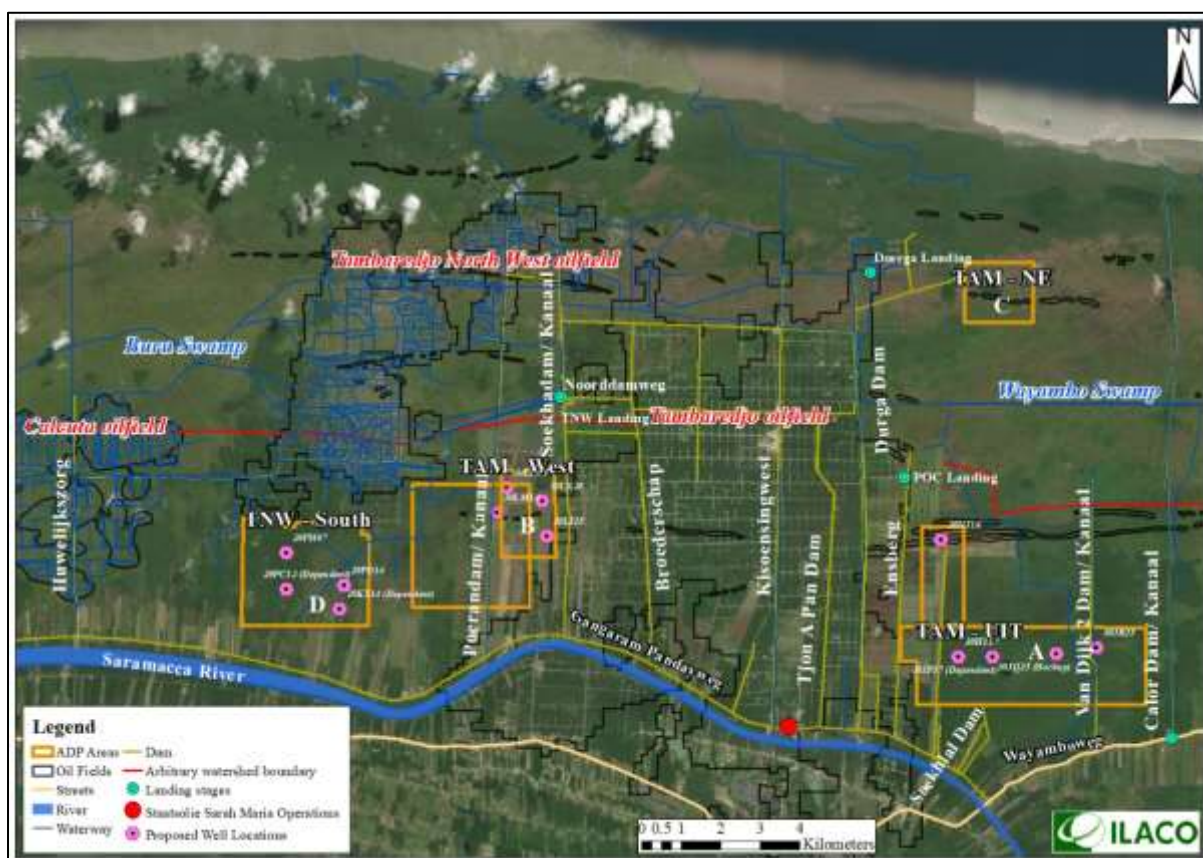 N
Tambaredjo North West oilfield
Soekhadam/ Kanaal
Durga Landing
TAM - NE
C
Buru Swamp
Noorddamweg
TNW Landing
Tambaredjo oilfield
Wayambo Swamp
Calcuta oilfield
Durga Dam
Huwelijkszorg
TAM - West
B
POC Landing
TNW - South
D
Poerandam/ Kanaal
Broederschap
Kisoensingwest
Tjon A Pan Dam
Ensberg
TAM - UIT
A
Van Dijk 2 Dam/ Kanaal
Calor Dam/ Kanaal
Gangaram Pandayweg
Saramacca River
Soekhlal Dam
Wayamboweg
Legend
ADP Areas
Dam
Oil Fields
Arbitrary watershed boundary
Streets
Landing stages
River
Staatsolie Sarah Maria Operations
Waterway
Proposed Well Locations
0 0.5 1 2 3 4
Kilometers
ILACO